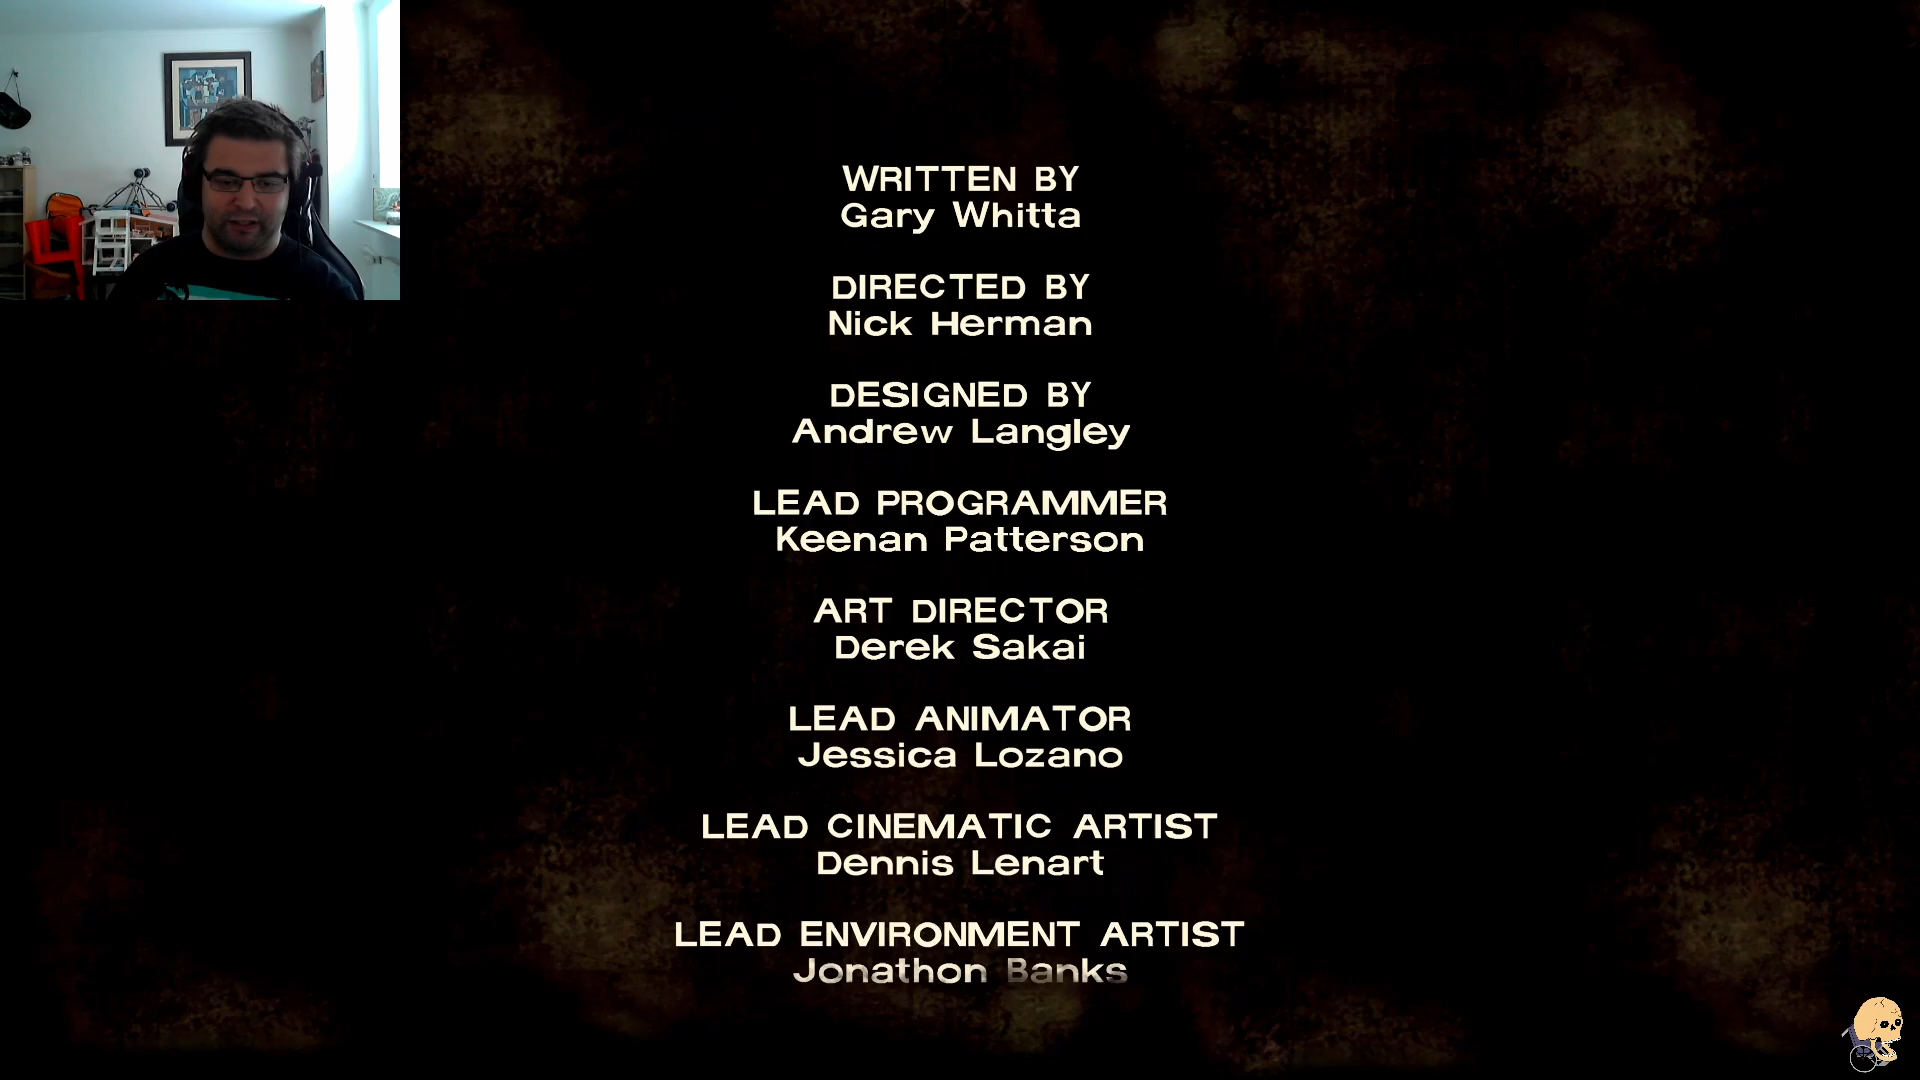 WRITTEN BY
Gary Whitta
DIRECTED BY
Nick Herman
DESIGNED BY
Andrew Langley
LEAD PROGRAMMER
Keenan Patterson
ART DIRECTOR
Derek Sakai
LEAD ANIMATOR
Jessica Lozano
LEAD CINEMATIC ARTIST
Dennis Lenart
LEAD ENVIRONMENT ARTIST
Jonathon Banks